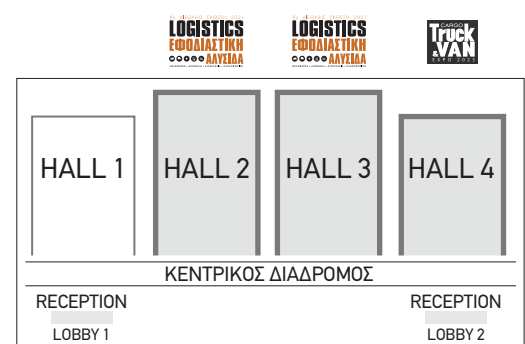 LOGISTICS
ΕΦΟΔΙΑΣΤΙΚΗ
ΑΛΥΣΙΔΑ
LOGISTICS
ΕΦΟΔΙΑΣΤΙΚΗ
ΑΛΥΣΙΔΑ
CARGO
Truck
&VAN
EXPO 2023
HALL 1
HALL 2
HALL 3
HALL 4
ΚΕΝΤΡΙΚΟΣ ΔΙΑΔΡΟΜΟΣ
RECEPTION
LOBBY 1
RECEPTION
LOBBY 2